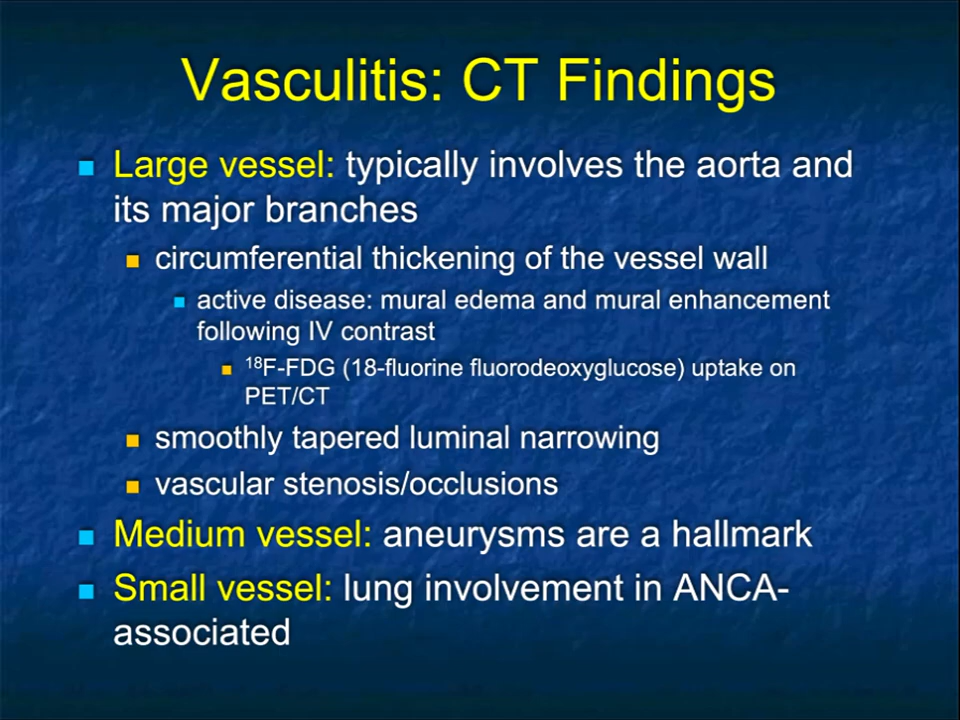 Vasculitis: CT Findings
Large vessel: typically involves the aorta and
its major branches
circumferential thickening of the vessel wall
active disease: mural edema and mural enhancement
following IV contrast
¹⁸F-FDG (18-fluorine fluorodeoxyglucose) uptake on
PET/CT
smoothly tapered luminal narrowing
vascular stenosis/occlusions
Medium vessel: aneurysms are a hallmark
Small vessel: lung involvement in ANCA-
associated